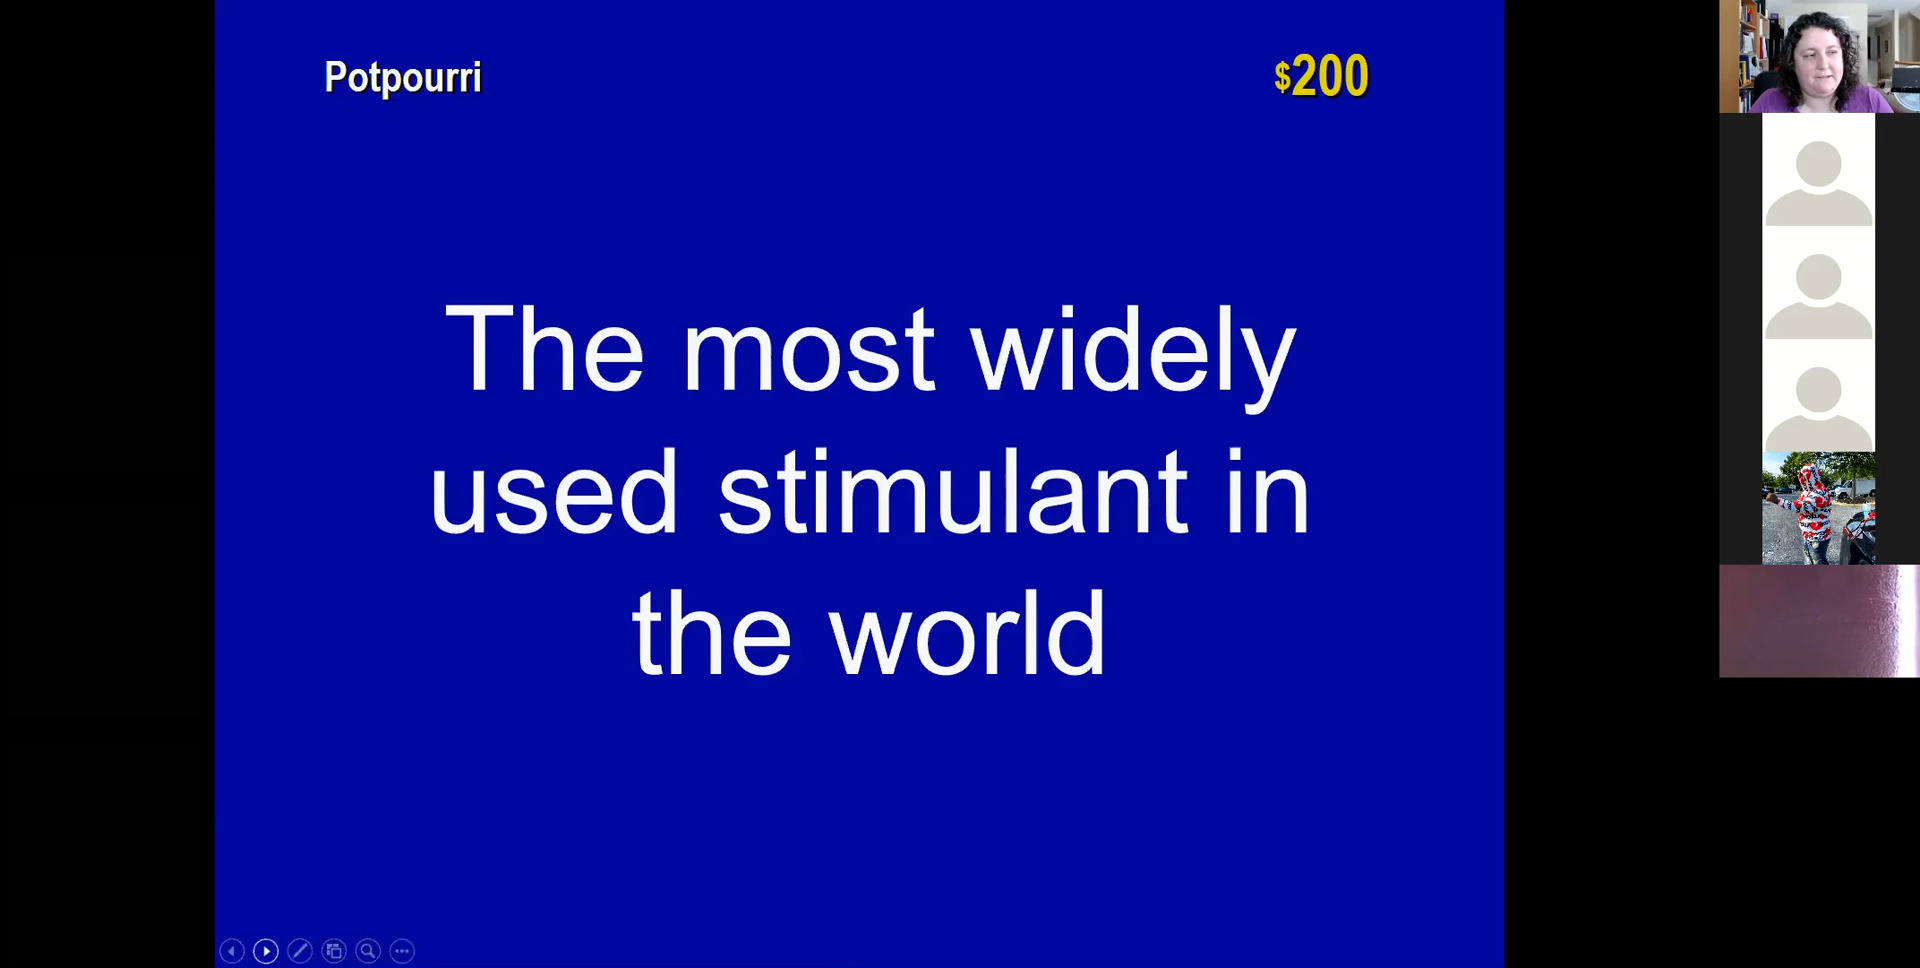 Potpourri
$200
The most widely
used stimulant in
the world